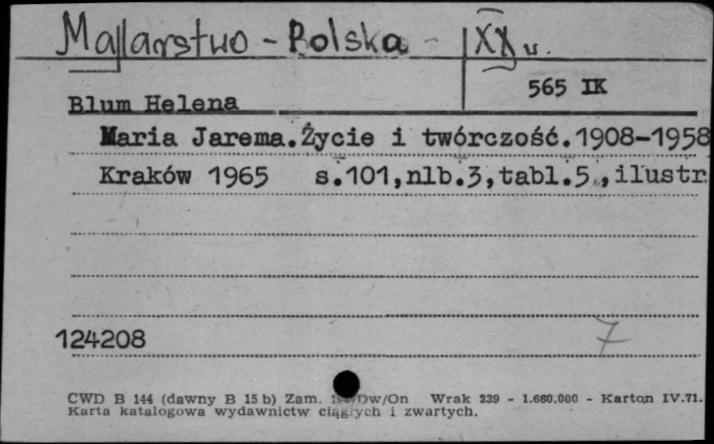 Malarstwo - Polska - XX w.
565 IK
Blum Helena
Maria Jarema.Życie i twórczość.1908-1958
Kraków 1965 s.101,nlb.3,tabl.5,ilustr
124208
7
CWD B 144 (dawny B 15 b) Zam. Dw/On Wrak 239 - 1.660.000 - Karton IV.71.
Karta katalogowa wydawnictw ciągłych i zwartych.